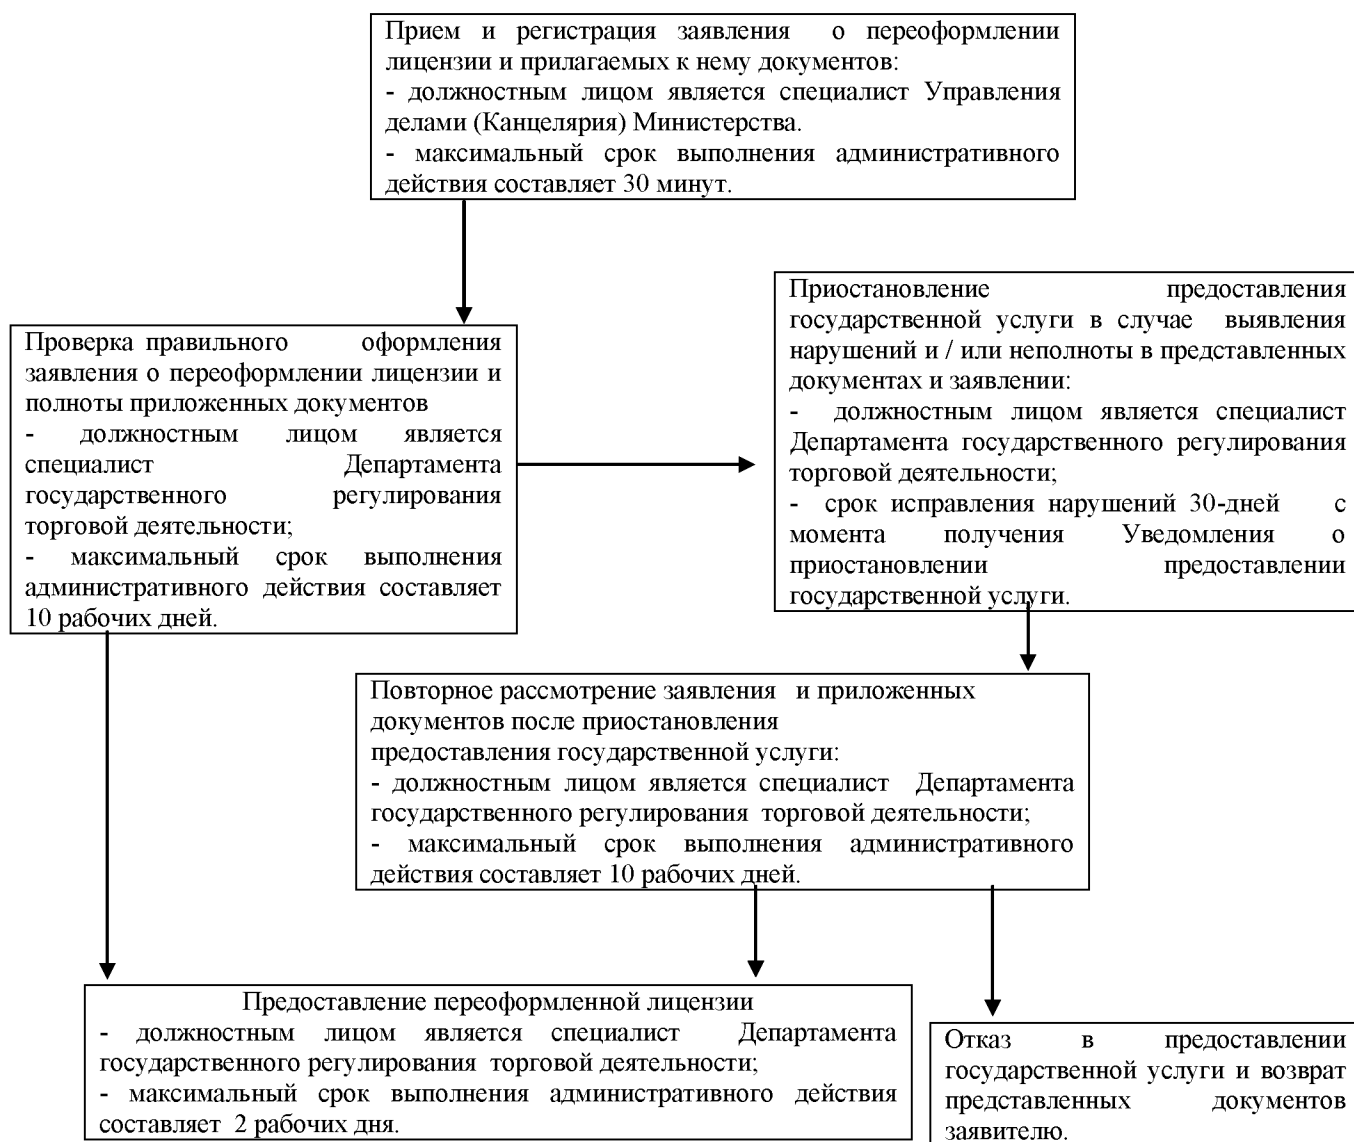 Прием и регистрация заявления о переоформлении
лицензии и прилагаемых к нему документов:
- должностным лицом является специалист Управления
делами (Канцелярия) Министерства.
- максимальный срок выполнения административного
действия составляет 30 минут.
Проверка правильного оформления
заявления о переоформлении лицензии и
полноты приложенных документов
- должностным лицом является
специалист Департамента
государственного регулирования
торговой деятельности;
- максимальный срок выполнения
административного действия составляет
10 рабочих дней.
Приостановление предоставления
государственной услуги в случае выявления
нарушений и / или неполноты в представленных
документах и заявлении:
- должностным лицом является специалист
Департамента государственного регулирования
торговой деятельности;
- срок исправления нарушений 30-дней с
момента получения Уведомления о
приостановлении предоставлении
государственной услуги.
Повторное рассмотрение заявления и приложенных
документов после приостановления
предоставления государственной услуги:
- должностным лицом является специалист Департамента
государственного регулирования торговой деятельности;
- максимальный срок выполнения административного
действия составляет 10 рабочих дней.
Предоставление переоформленной лицензии
- должностным лицом является специалист Департамента
государственного регулирования торговой деятельности;
- максимальный срок выполнения административного действия
составляет 2 рабочих дня.
Отказ в предоставлении
государственной услуги и возврат
представленных документов
заявителю.